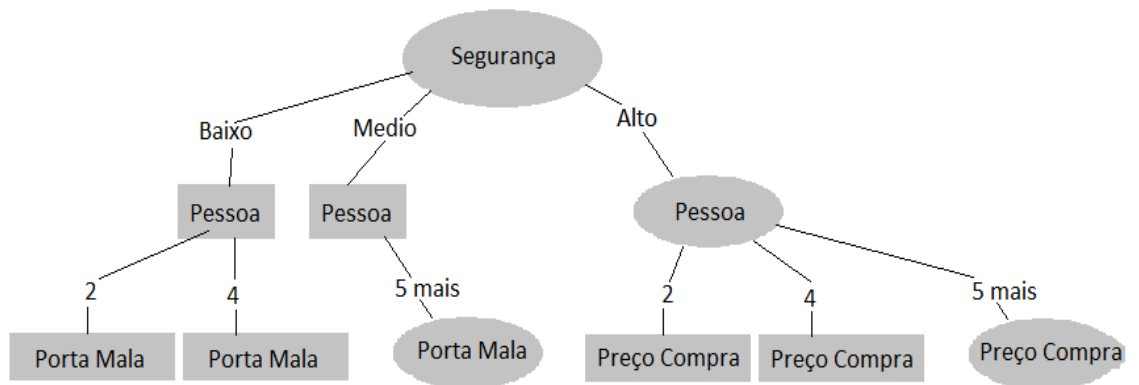 Segurança
Baixo
Medio
Alto
Pessoa
Pessoa
Pessoa
2
4
5 mais
2
4
5 mais
Porta Mala
Porta Mala
Porta Mala
Preço Compra
Preço Compra
Preço Compra